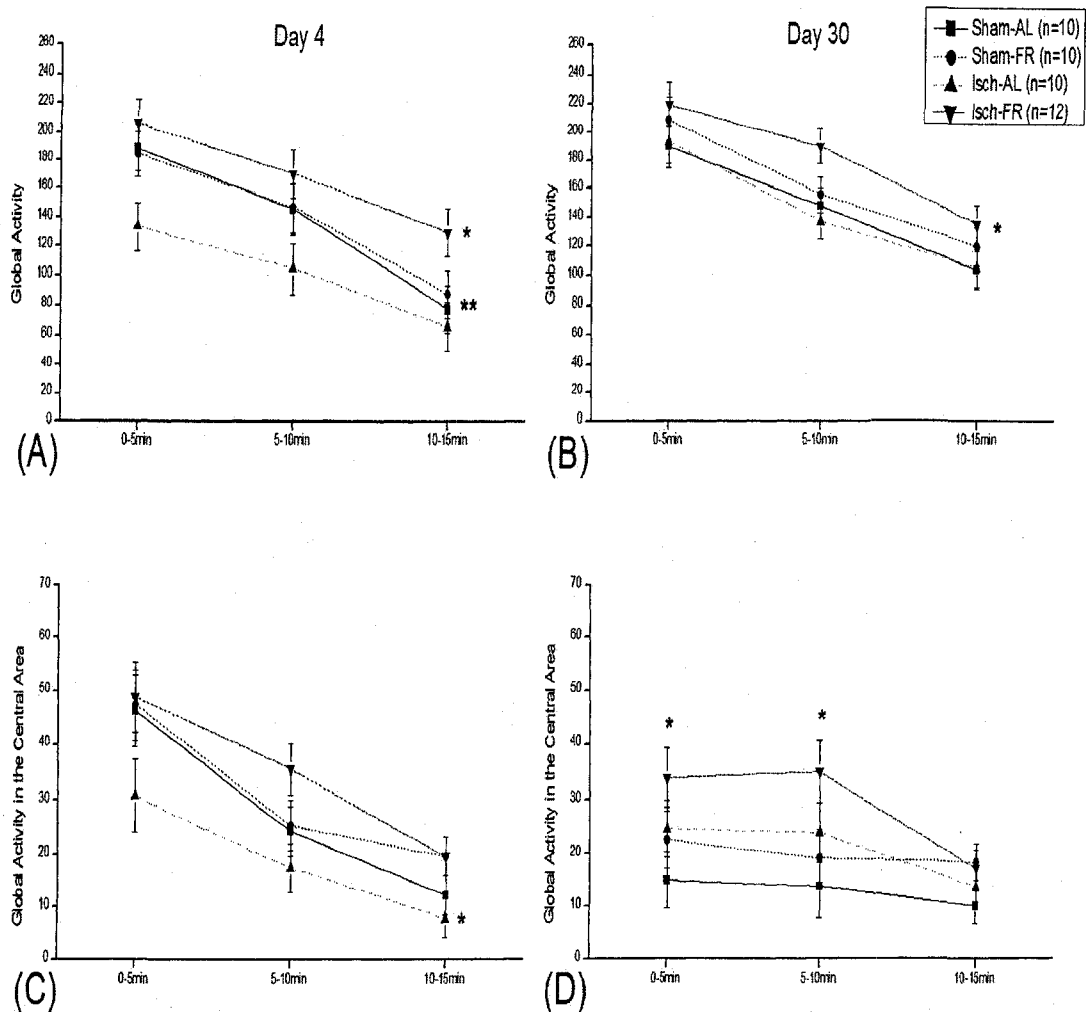 Day 4
Day 30
Sham-AL (n=10)
Sham-FR (n=10)
Isch-AL (n=10)
Isch-FR (n=12)
Global Activity
260
240
220
200
180
160
140
120
100
80
60
40
20
0
*
**
0-5min
5-10min
10-15min
(A)
Global Activity
260
240
220
200
180
160
140
120
100
80
60
40
20
0
*
0-5min
5-10min
10-15min
(B)
Global Activity in the Central Area
70
60
50
40
30
20
10
0
*
0-5min
5-10min
10-15min
(C)
Global Activity in the Central Area
70
60
50
40
30
20
10
0
*
*
0-5min
5-10min
10-15min
(D)